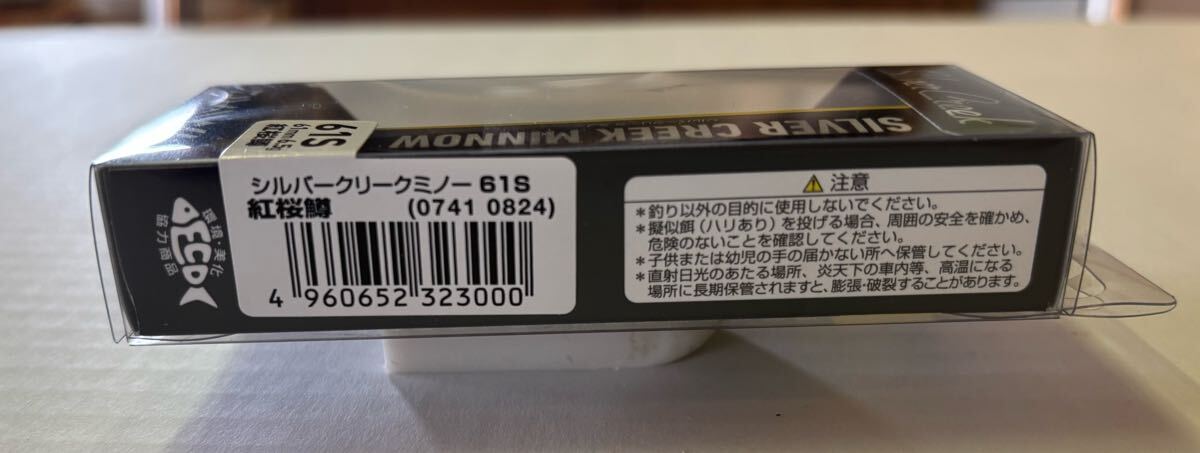 SILVER CREEK MINNOW
61S
シルバークリークミノー 61S
紅桜鱒 (0741 0824)
4 960652 323000
環境・美化
ECO
協力商品
注意
*釣り以外の目的に使用しないでください。
*擬似餌(ハリあり)を投げる場合、周囲の安全を確かめ、
危険のないことを確認してください。
*子供または幼児の手の届かない所へ保管してください。
*直射日光のあたる場所、炎天下の車内等、高温になる
場所に長期保管されますと、膨張・破裂することがあります。